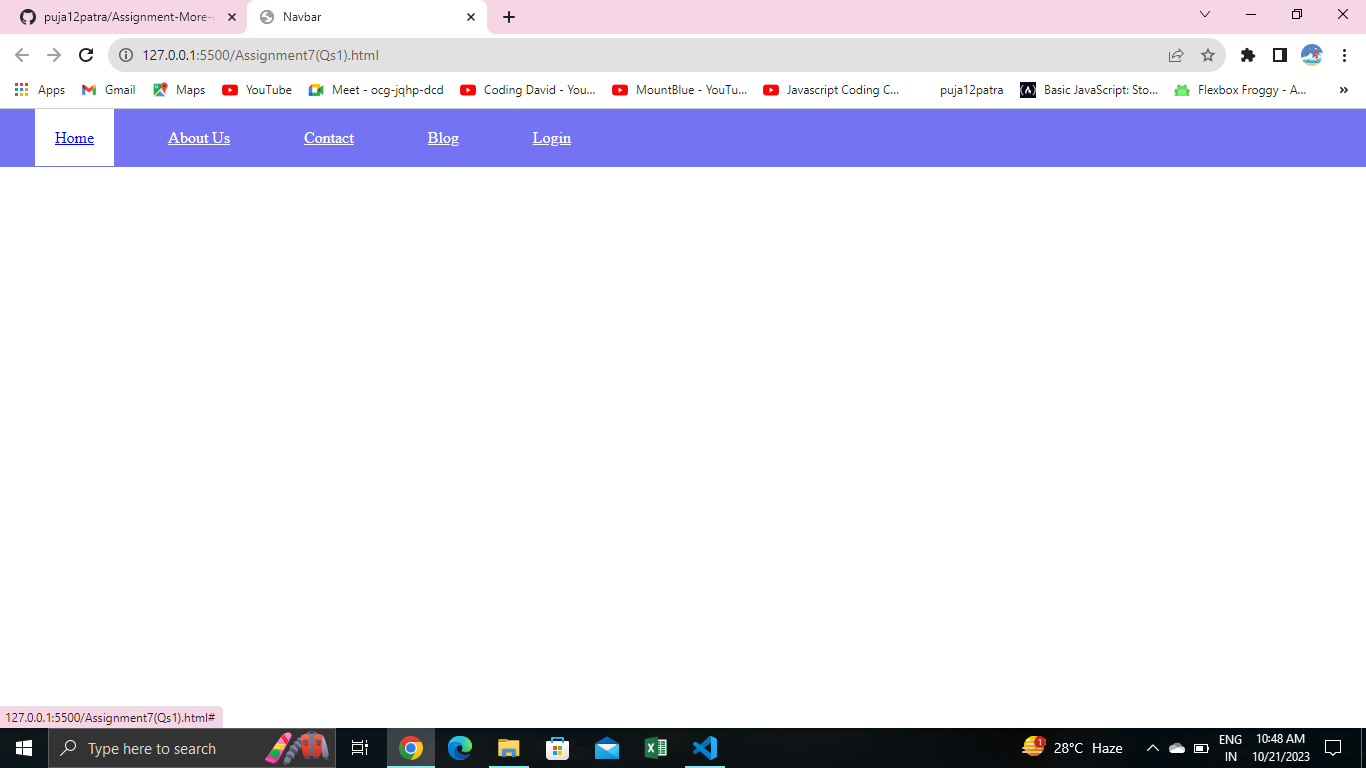 puja12patra/Assignment-More-
Navbar
127.0.0.1:5500/Assignment7(Qs1).html
Apps
Gmail
Maps
YouTube
Meet - ocg-jqhp-dcd
Coding David - You...
MountBlue - YouTu...
Javascript Coding C...
puja12patra
Basic JavaScript: Sto...
Flexbox Froggy - A...
»
Home
About Us
Contact
Blog
Login
127.0.0.1:5500/Assignment7(Qs1).html#
Type here to search
1
28°C Haze
ENG
IN
10:48 AM
10/21/2023